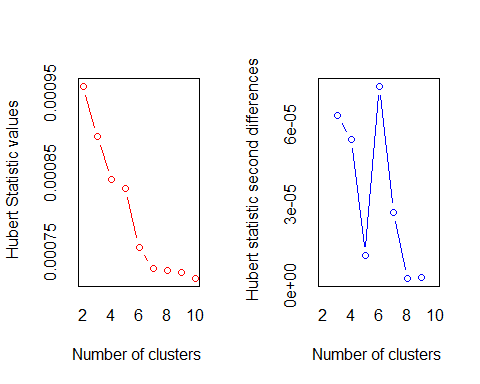 Hubert Statistic values
0.00095
0.00085
0.00075
2 4 6 8 10
Number of clusters
Hubert statistic second differences
6e-05
3e-05
0e+00
2 4 6 8 10
Number of clusters